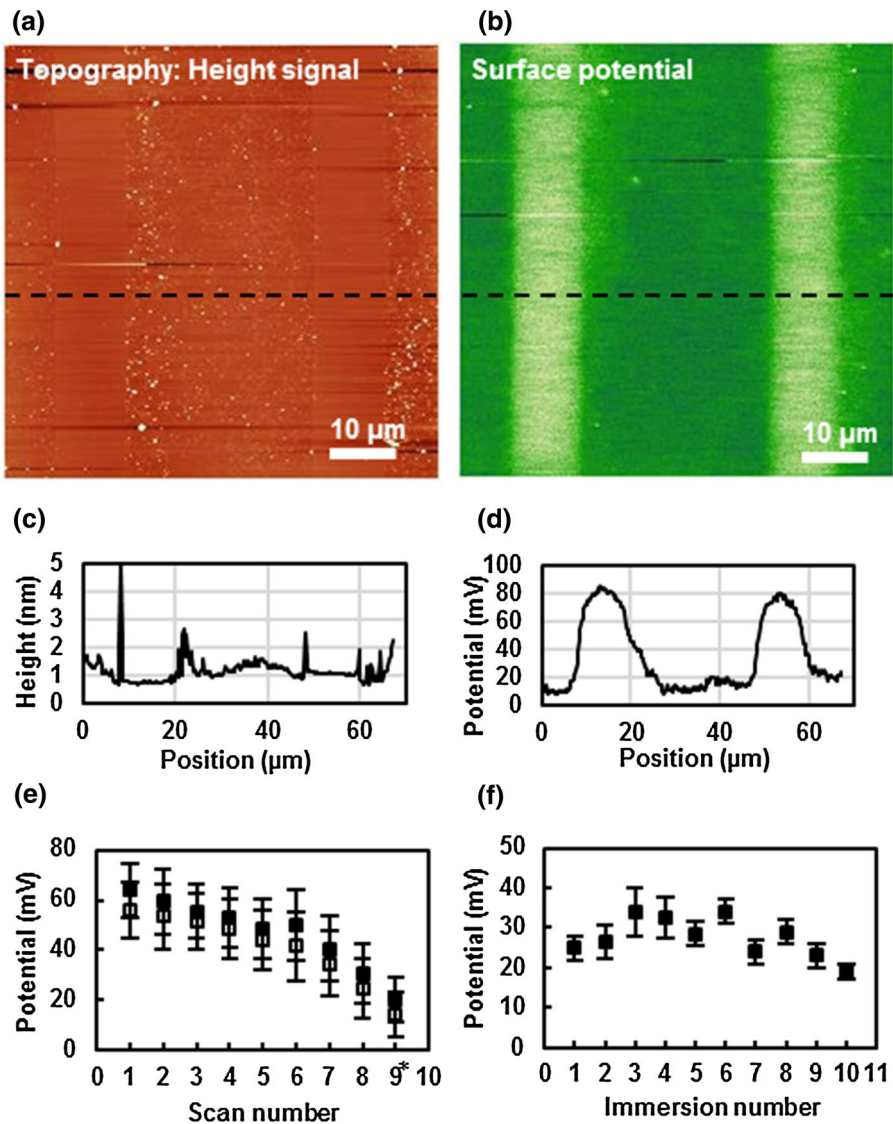 (a)
(b)
Topography: Height signal
Surface potential
10 µm
10 µm
(c)
(d)
5
4
3
2
1
0
Height (nm)
0 20 40 60
Position (µm)
100
80
60
40
20
0
Potential (mV)
0 20 40 60
Position (µm)
(e)
(f)
80
60
40
20
0
Potential (mV)
0 1 2 3 4 5 6 7 8 9* 10
Scan number
50
40
30
20
10
0
Potential (mV)
0 1 2 3 4 5 6 7 8 9 10 11
Immersion number